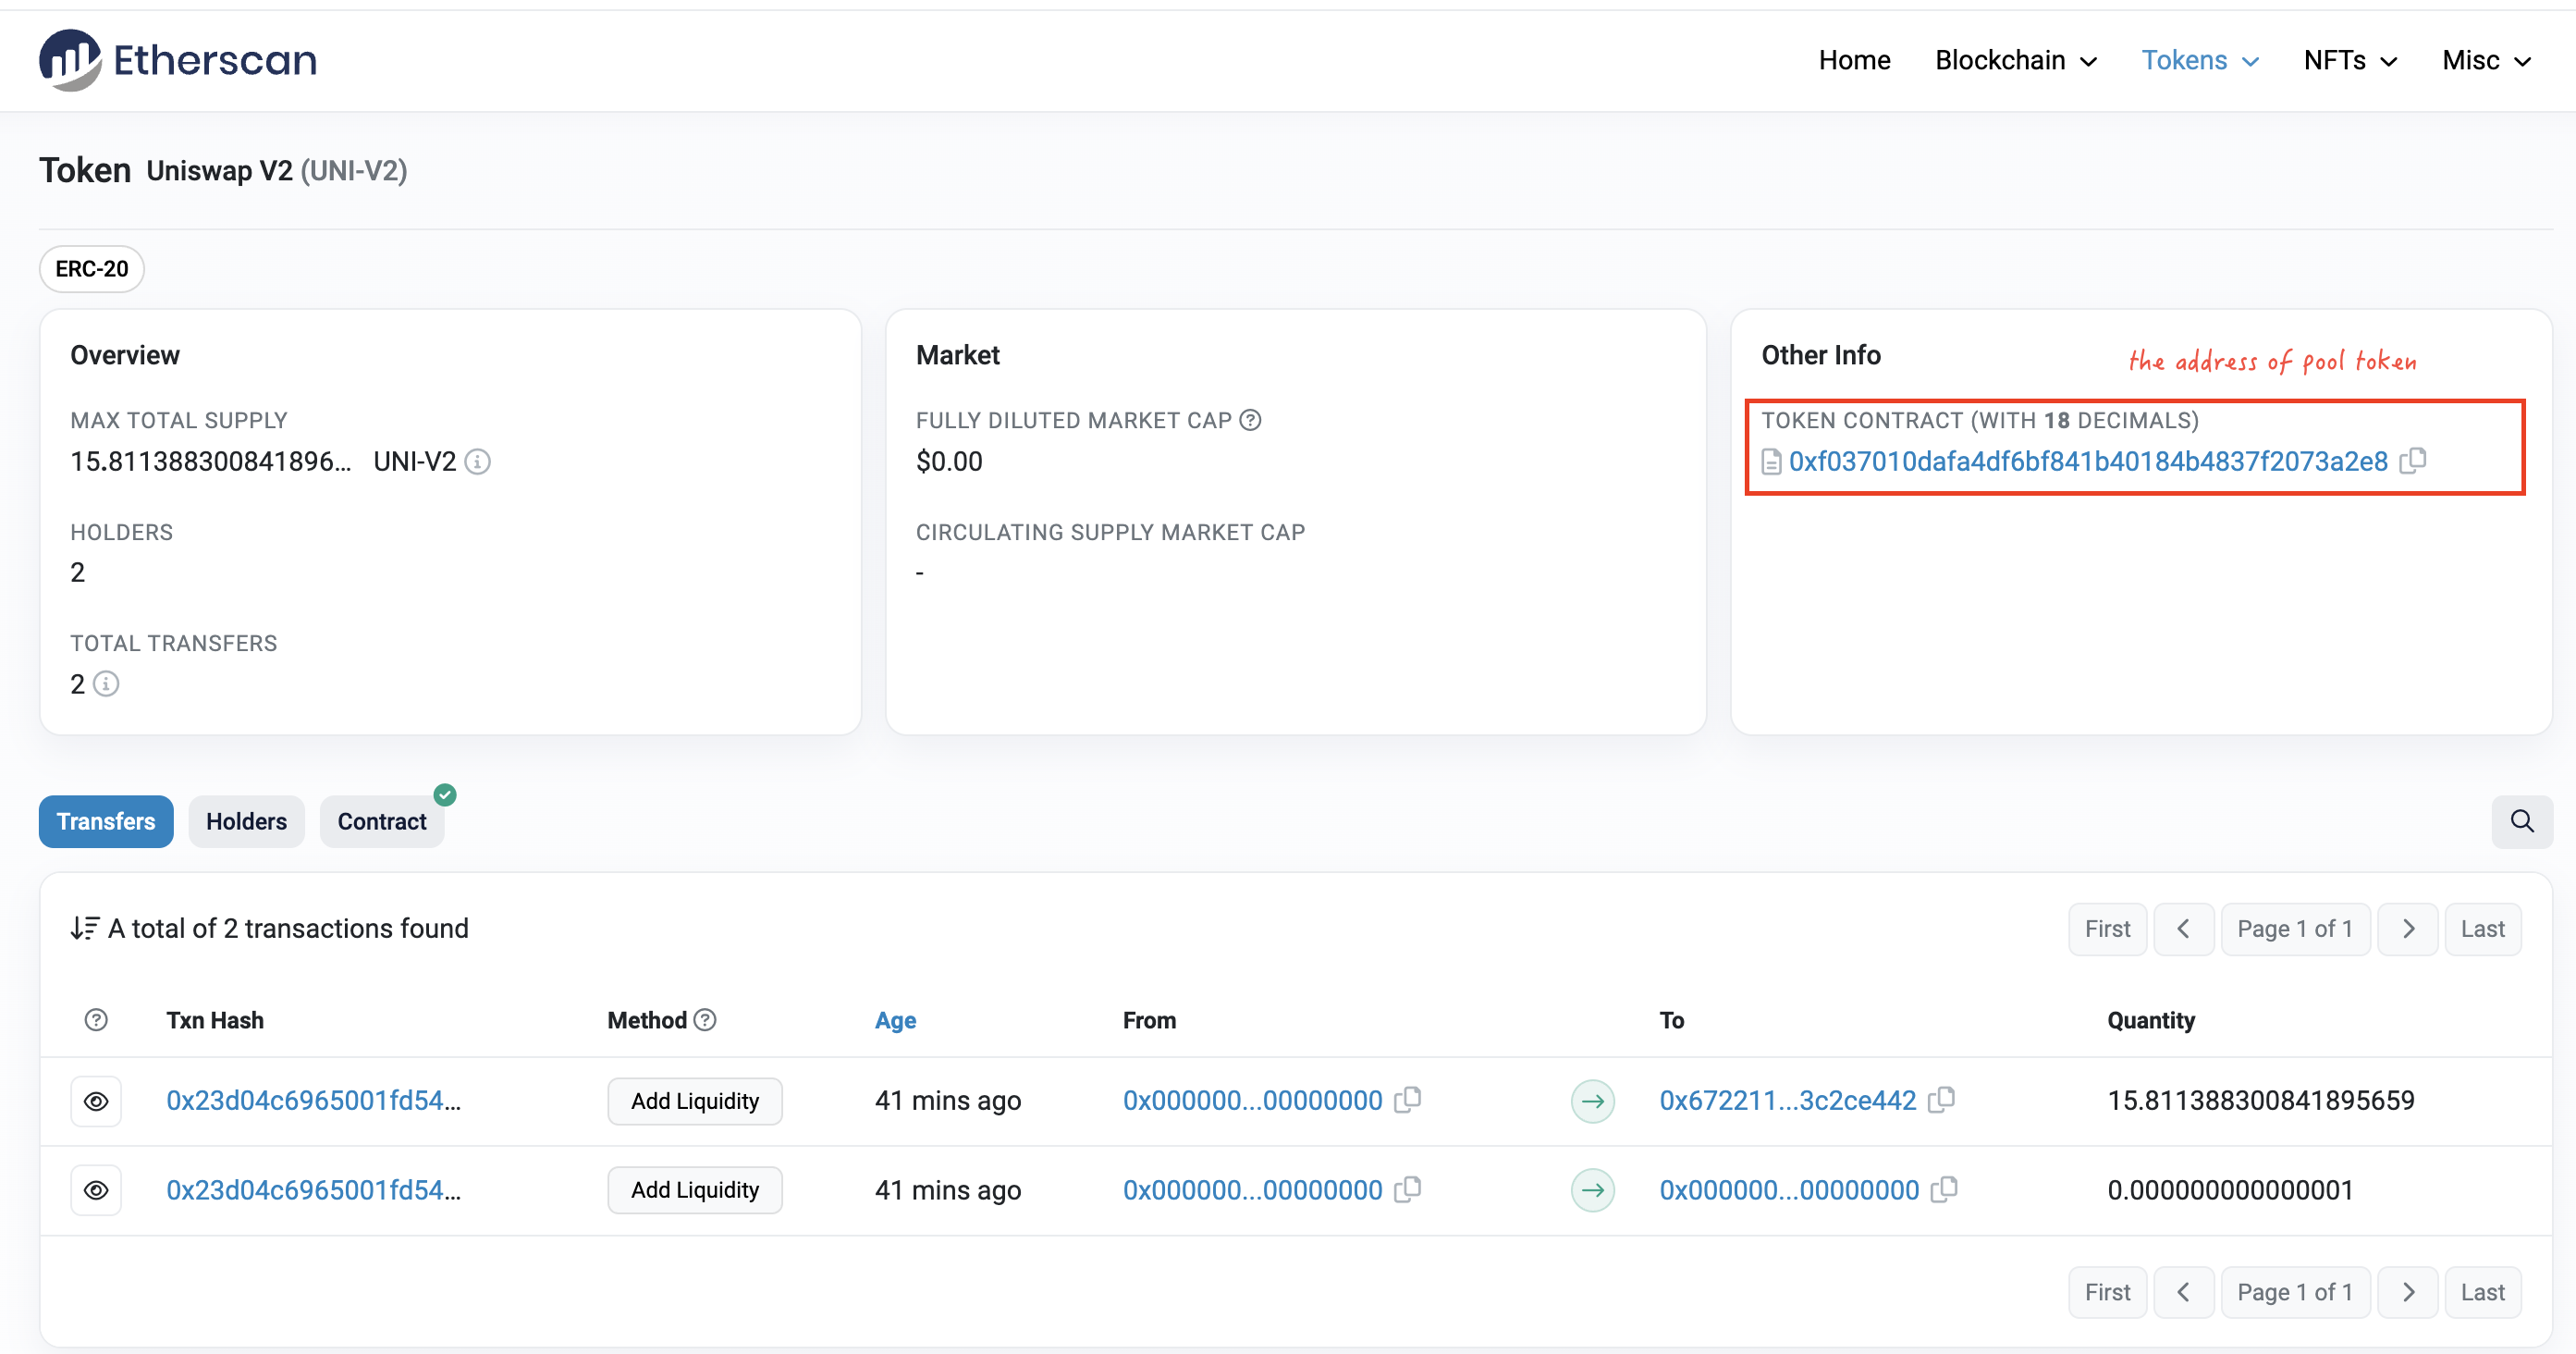 Etherscan
Home Blockchain Tokens NFTs Misc
Token Uniswap V2 (UNI-V2)
ERC-20
Overview
MAX TOTAL SUPPLY
15.811388300841896... UNI-V2
HOLDERS
2
TOTAL TRANSFERS
2
Market
FULLY DILUTED MARKET CAP
$0.00
CIRCULATING SUPPLY MARKET CAP
-
Other Info
the address of pool token
TOKEN CONTRACT (WITH 18 DECIMALS)
0xf037010dafa4df6bf841b40184b4837f2073a2e8
Transfers Holders Contract
A total of 2 transactions found
First Page 1 of 1 Last
Txn Hash Method Age From To Quantity
0x23d04c6965001fd54... Add Liquidity 41 mins ago 0x000000...00000000 0x672211...3c2ce442 15.811388300841895659
0x23d04c6965001fd54... Add Liquidity 41 mins ago 0x000000...00000000 0x000000...00000000 0.000000000000001
First Page 1 of 1 Last